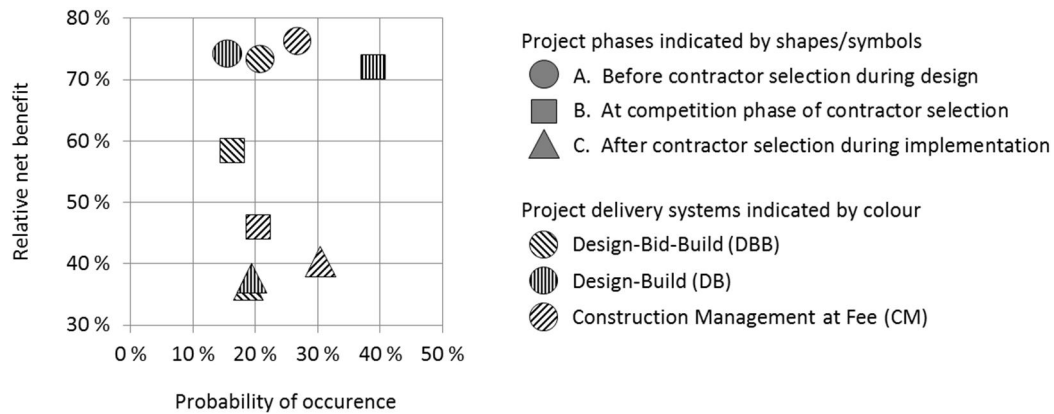 80 %
70 %
60 %
50 %
40 %
30 %
0 %
10 %
20 %
30 %
40 %
50 %
Relative net benefit
Probability of occurence
Project phases indicated by shapes/symbols
A. Before contractor selection during design
B. At competition phase of contractor selection
C. After contractor selection during implementation
Project delivery systems indicated by colour
Design-Bid-Build (DBB)
Design-Build (DB)
Construction Management at Fee (CM)